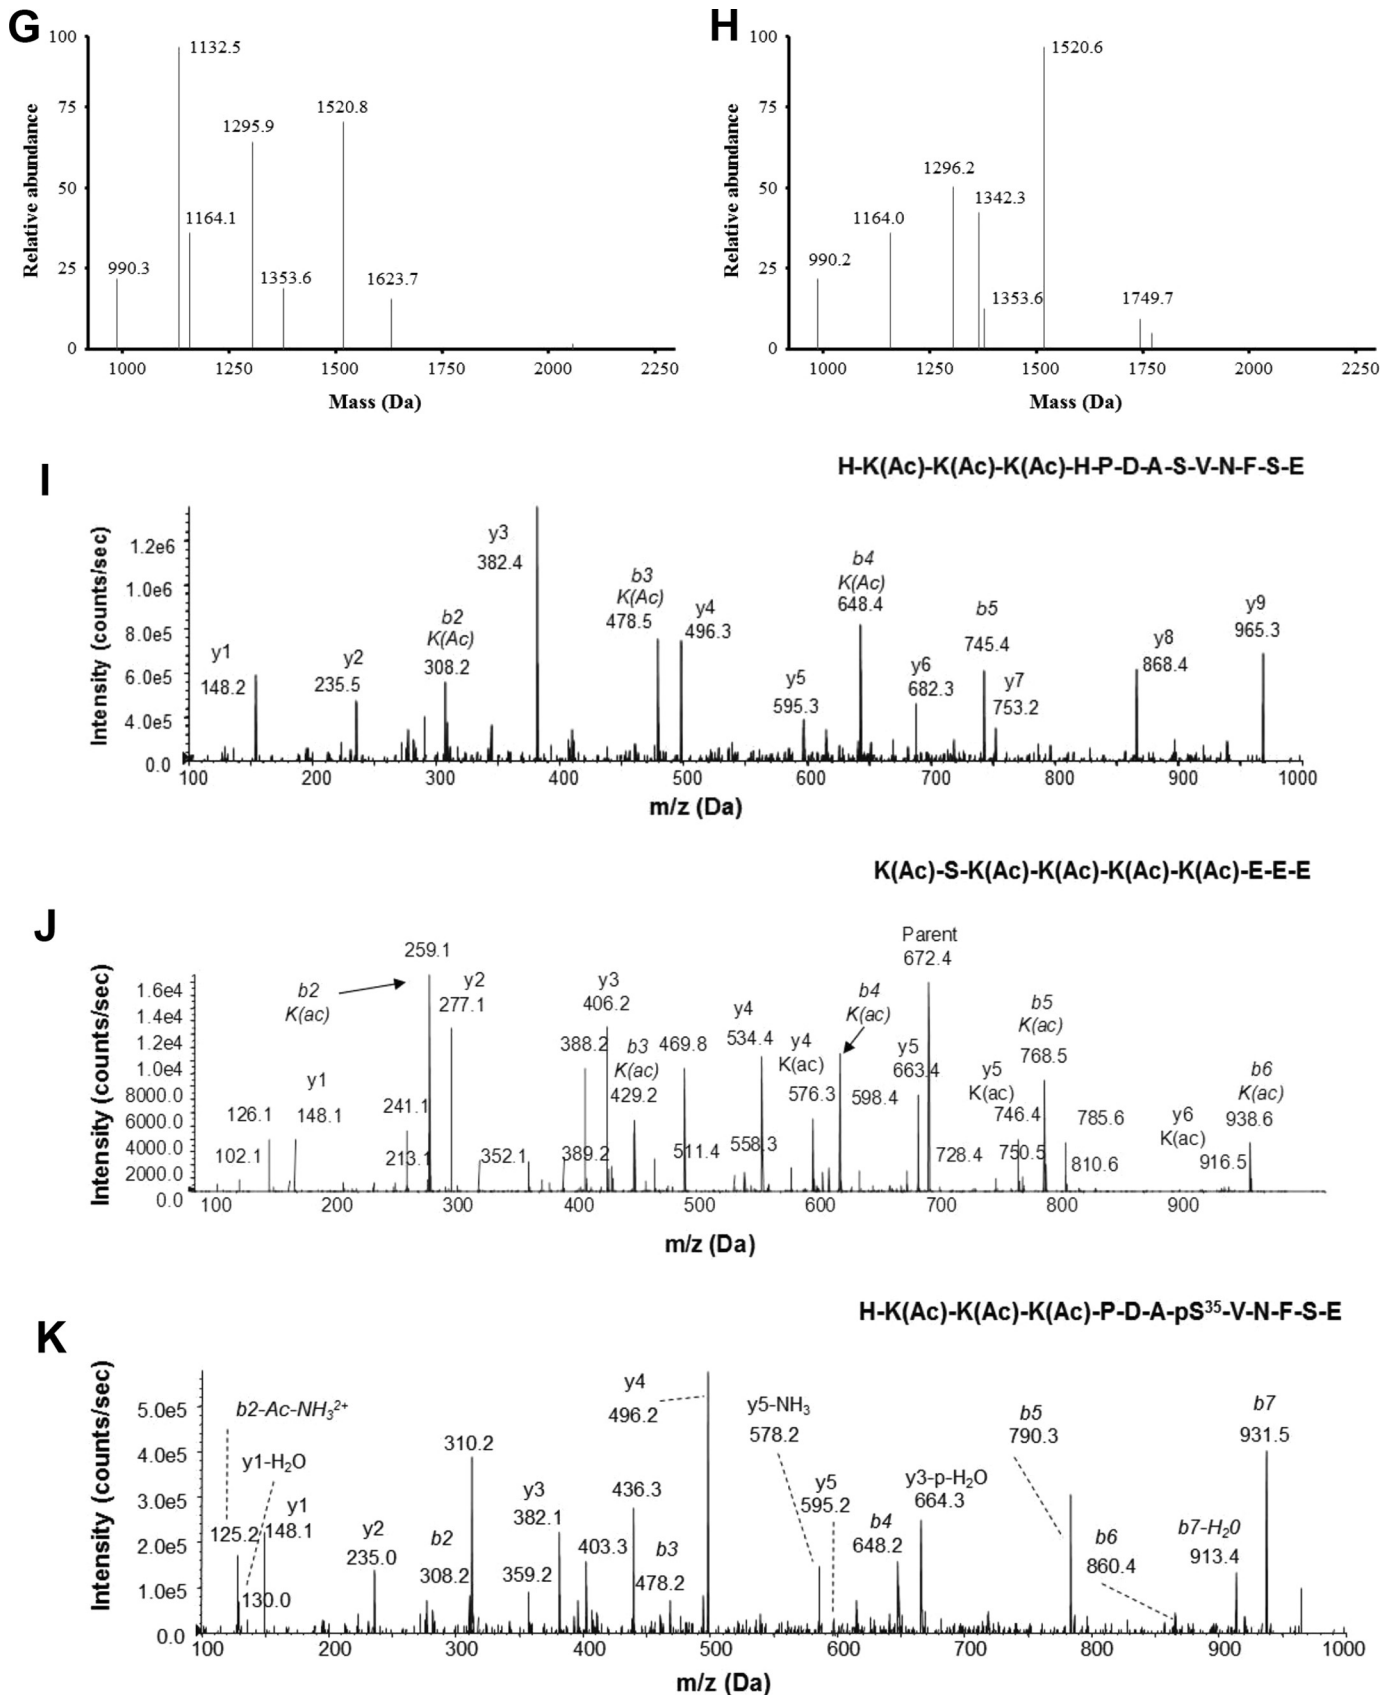 G
Relative abundance
100
75
50
25
0
1132.5
1520.8
1295.9
1164.1
990.3
1353.6
1623.7
1000 1250 1500 1750 2000 2250
Mass (Da)
H
Relative abundance
100
75
50
25
0
1520.6
1296.2
1342.3
1164.0
990.2
1353.6
1749.7
1000 1250 1500 1750 2000 2250
Mass (Da)
I
H-K(Ac)-K(Ac)-K(Ac)-H-P-D-A-S-V-N-F-S-E
Intensity (counts/sec)
1.2e6
1.0e6
8.0e5
6.0e5
4.0e5
0.0
y1
148.2
y2
235.5
b2
K(Ac)
308.2
y3
382.4
b3
K(Ac)
478.5
y4
496.3
y5
595.3
b4
K(Ac)
648.4
y6
682.3
b5
745.4
y7
753.2
y8
868.4
y9
965.3
100 200 300 400 500 600 700 800 900 1000
m/z (Da)
K(Ac)-S-K(Ac)-K(Ac)-K(Ac)-K(Ac)-E-E-E
J
Intensity (counts/sec)
1.6e4
1.4e4
1.2e4
1.0e4
8000.0
6000.0
4000.0
2000.0
0.0
102.1
126.1
y1
148.1
b2
K(ac)
213.1
241.1
259.1
y2
277.1
352.1
388.2
389.2
y3
406.2
b3
K(ac)
429.2
469.8
511.4
y4
534.4
558.3
y4
K(ac)
576.3
b4
K(ac)
598.4
y5
663.4
Parent
672.4
728.4
y5
K(ac)
746.4
750.5
b5
K(ac)
768.5
785.6
810.6
y6
K(ac)
916.5
b6
K(ac)
938.6
100 200 300 400 500 600 700 800 900
m/z (Da)
H-K(Ac)-K(Ac)-K(Ac)-P-D-A-pS³⁵-V-N-F-S-E
K
Intensity (counts/sec)
5.0e5
4.0e5
3.0e5
2.0e5
1.0e5
0.0
b2-Ac-NH₃²⁺
125.2
y1-H₂O
130.0
y1
148.1
y2
235.0
b2
308.2
310.2
359.2
y3
382.1
403.3
436.3
b3
478.2
y4
496.2
y5-NH₃
578.2
y5
595.2
b4
648.2
y3-p-H₂O
664.3
b5
790.3
b6
860.4
b7-H₂0
913.4
b7
931.5
100 200 300 400 500 600 700 800 900 1000
m/z (Da)